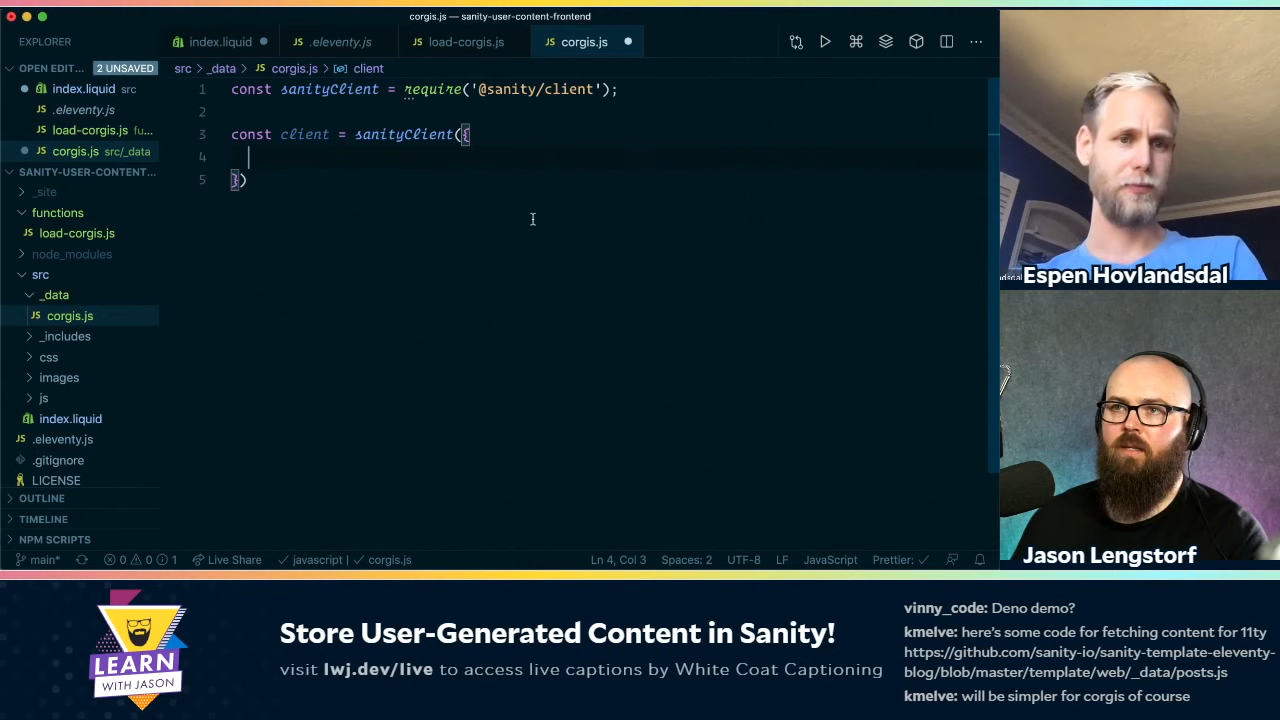 corgis.js — sanity-user-content-frontend
EXPLORER
index.liquid
.eleventy.js
load-corgis.js
corgis.js
OPEN EDIT... 2 UNSAVED
src > _data > corgis.js > client
index.liquid src
.eleventy.js
load-corgis.js fu...
corgis.js src/_data
SANITY-USER-CONTENT...
_site
functions
load-corgis.js
node_modules
src
_data
corgis.js
_includes
css
images
js
index.liquid
.eleventy.js
.gitignore
LICENSE
OUTLINE
TIMELINE
NPM SCRIPTS
1 const sanityClient = require('@sanity/client');
2
3 const client = sanityClient({
4
5 })
main* 0 0 1 Live Share javascript | corgis.js Ln 4, Col 3 Spaces: 2 UTF-8 LF JavaScript Prettier:
Espen Hovlandsdal
Jason Lengstorf
LEARN
WITH JASON
Store User-Generated Content in Sanity!
visit lwj.dev/live to access live captions by White Coat Captioning
vinny_code: Deno demo?
kmelve: here's some code for fetching content for 11ty
https://github.com/sanity-io/sanity-template-eleventy-
blog/blob/master/template/web/_data/posts.js
kmelve: will be simpler for corgis of course